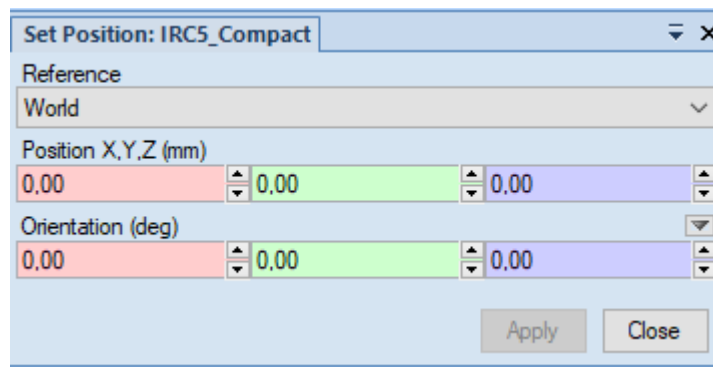 Set Position: IRC5_Compact
Reference
World
Position X,Y,Z (mm)
0,00 0,00 0,00
Orientation (deg)
0,00 0,00 0,00
Apply Close